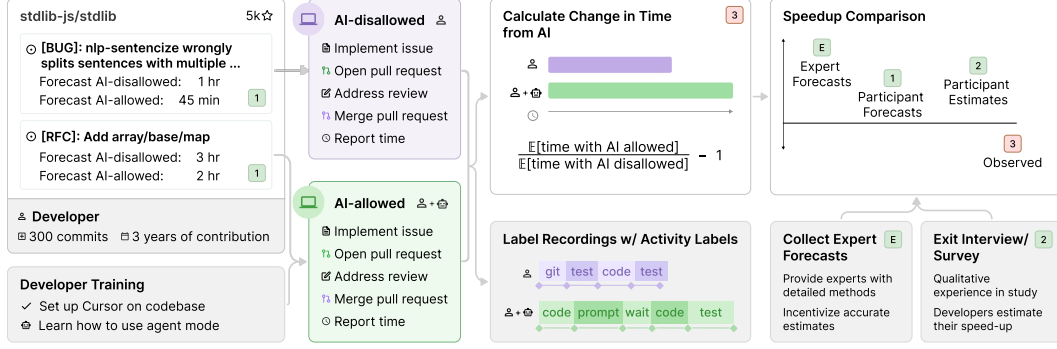 stdlib-js/stdlib 5k
[BUG]: nlp-sentencize wrongly
splits sentences with multiple ...
Forecast AI-disallowed: 1 hr
Forecast AI-allowed: 45 min
1
[RFC]: Add array/base/map
Forecast AI-disallowed: 3 hr
Forecast AI-allowed: 2 hr
1
Developer
300 commits 3 years of contribution
Developer Training
Set up Cursor on codebase
Learn how to use agent mode
AI-disallowed
Implement issue
Open pull request
Address review
Merge pull request
Report time
AI-allowed +
Implement issue
Open pull request
Address review
Merge pull request
Report time
Calculate Change in Time
from AI
3
+
𝔼[time with AI allowed]
𝔼[time with AI disallowed]
– 1
Label Recordings w/ Activity Labels
git test code test
+ code prompt wait code test
Speedup Comparison
E
Expert
Forecasts
1
Participant
Forecasts
2
Participant
Estimates
3
Observed
Collect Expert
Forecasts
E
Provide experts with
detailed methods
Incentivize accurate
estimates
Exit Interview/
Survey
2
Qualitative
experience in study
Developers estimate
their speed-up